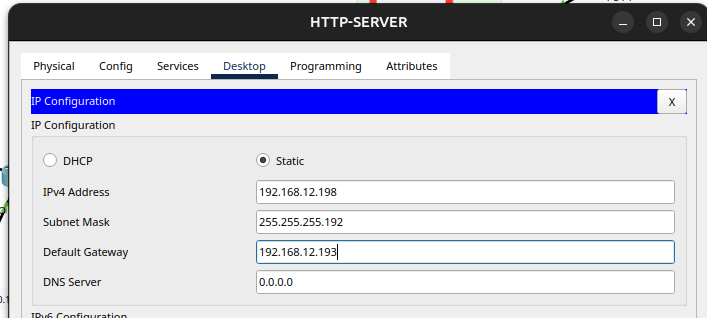 HTTP-SERVER
Physical Config Services Desktop Programming Attributes
IP Configuration X
IP Configuration
DHCP Static
IPv4 Address 192.168.12.198
Subnet Mask 255.255.255.192
Default Gateway 192.168.12.193
DNS Server 0.0.0.0
IPv6 Configuration